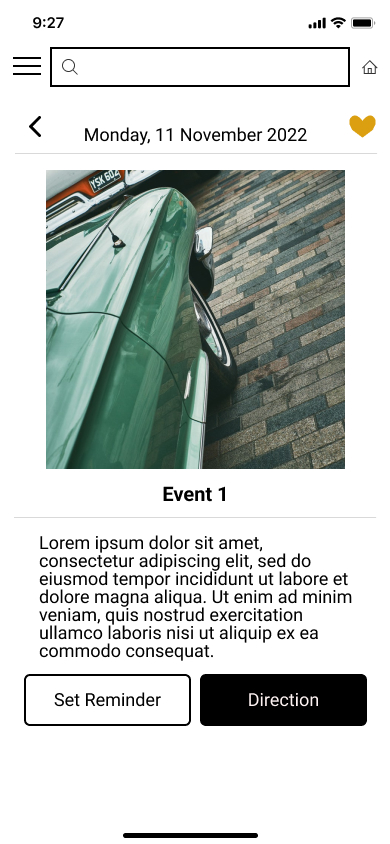 9:27
Monday, 11 November 2022
YSK 602
Event 1
Lorem ipsum dolor sit amet,
consectetur adipiscing elit, sed do
eiusmod tempor incididunt ut labore et
dolore magna aliqua. Ut enim ad minim
veniam, quis nostrud exercitation
ullamco laboris nisi ut aliquip ex ea
commodo consequat.
Set Reminder
Direction